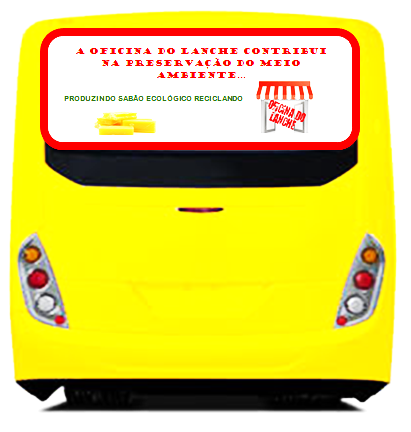 A OFICINA DO LANCHE CONTRIBUI
NA PRESERVAÇÃO DO MEIO
AMBIENTE...
PRODUZINDO SABÃO ECOLÓGICO RECICLANDO
OFICINA DO
LANCHE